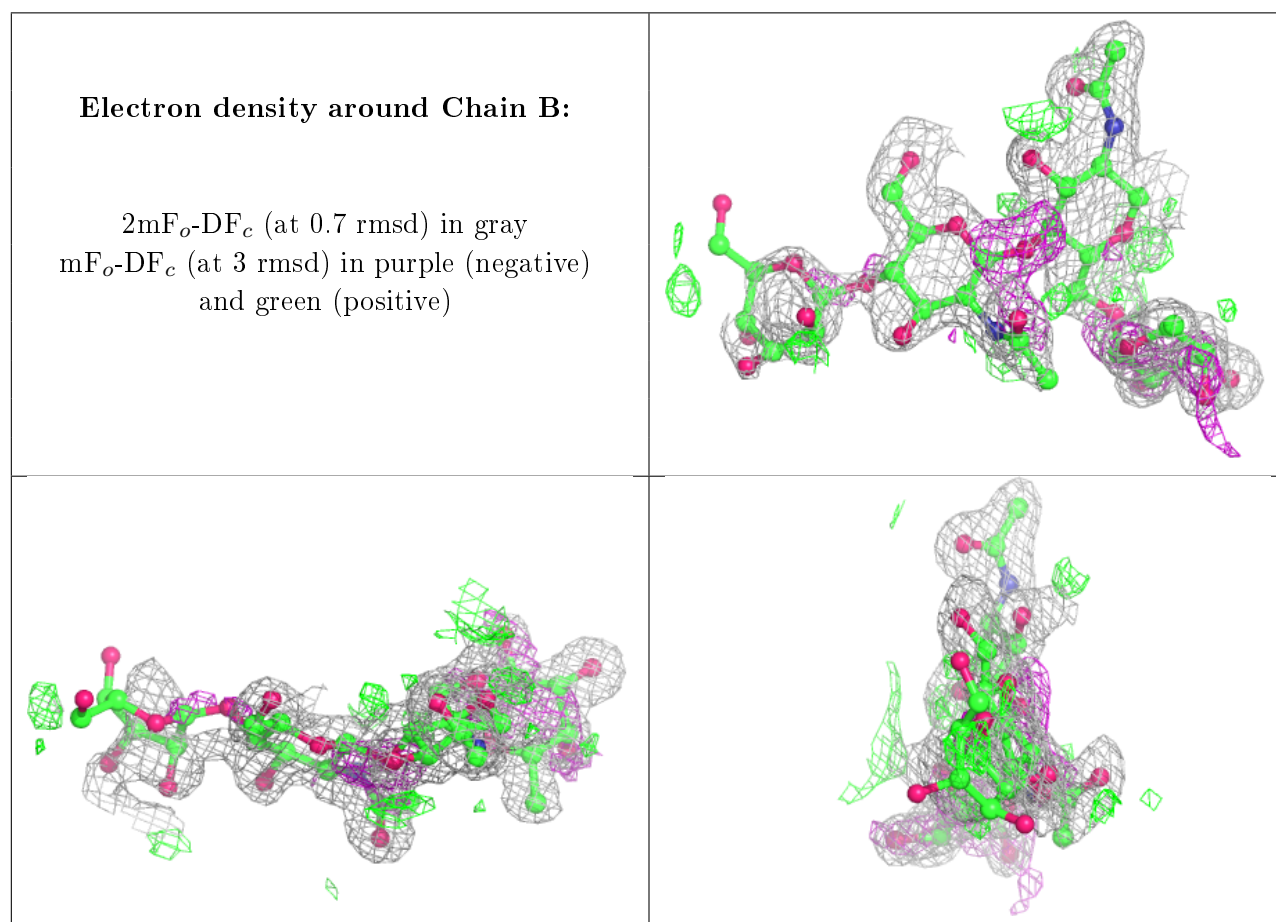 Electron density around Chain B:
2mFo-DFc (at 0.7 rmsd) in gray
mFo-DFc (at 3 rmsd) in purple (negative)
and green (positive)